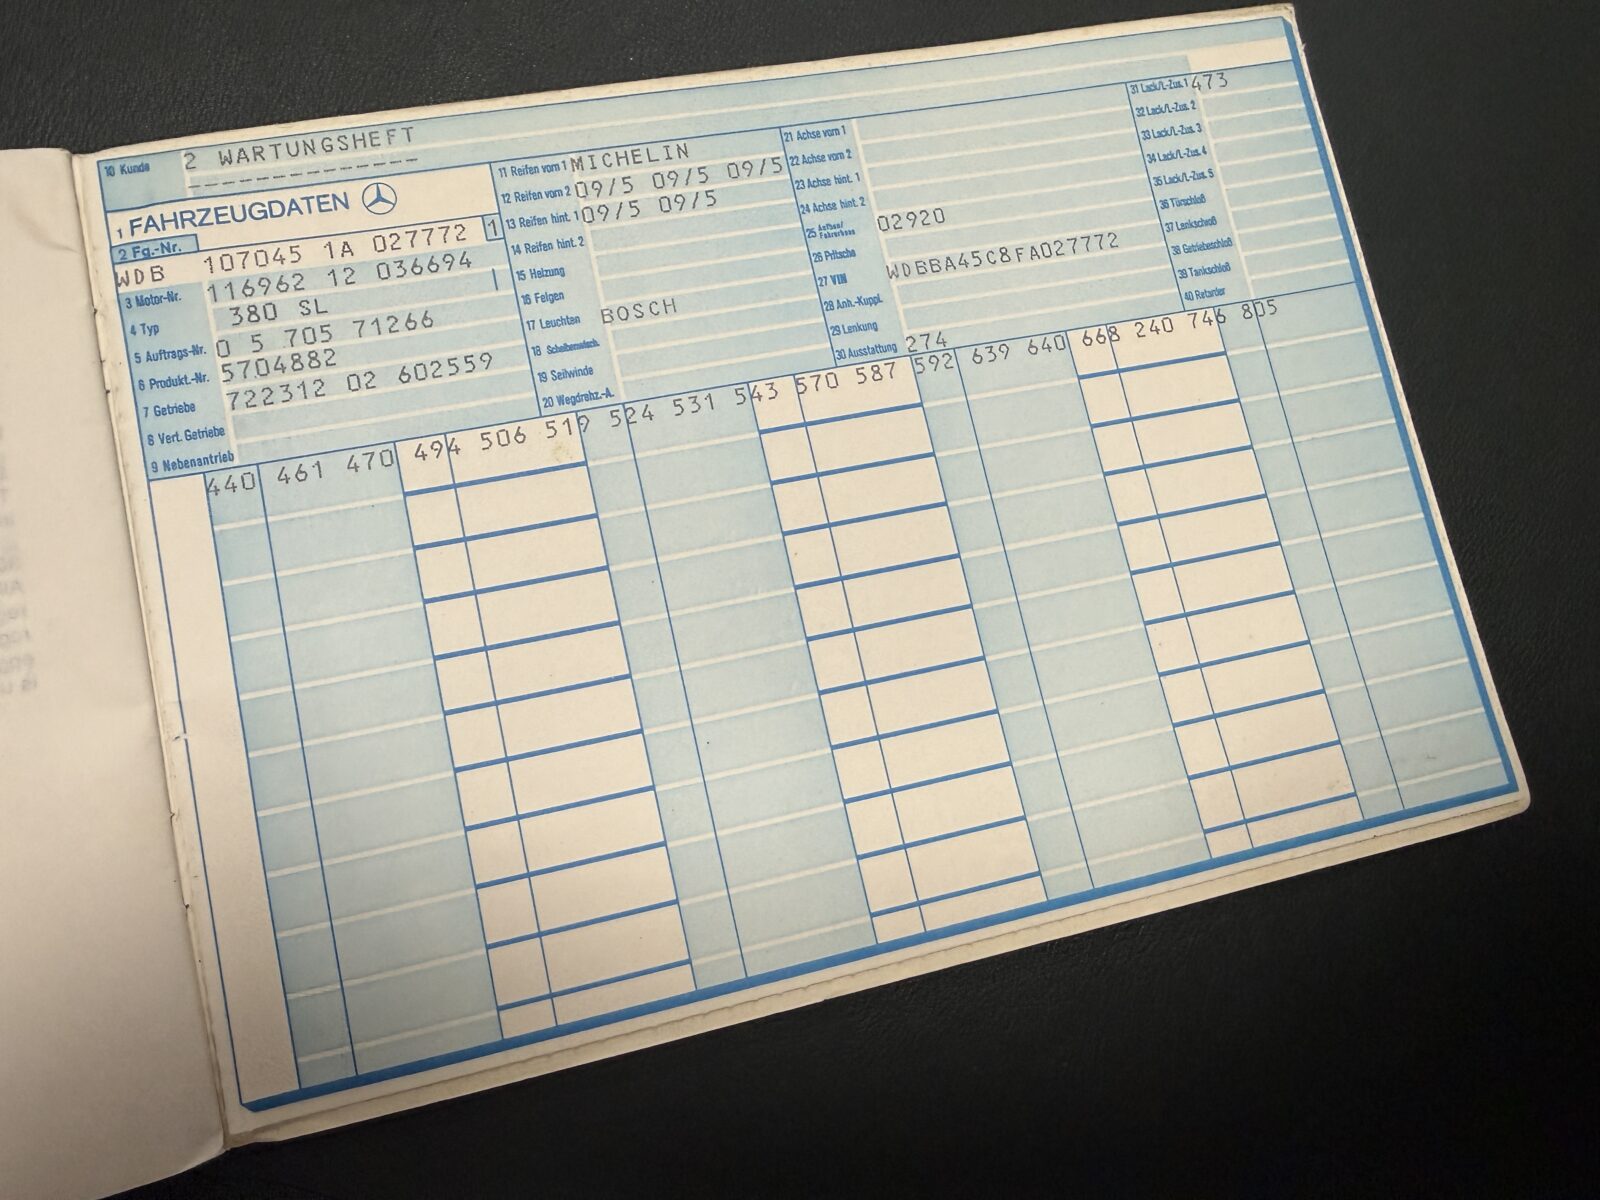 10 Kunde 2 WARTUNGSHEFT
1 FAHRZEUGDATEN
2 Fg.-Nr. 1
WDB 107045 1A 027772
3 Motor-Nr. 116962 12 036694
4 Typ 380 SL
5 Auftrags-Nr. 0 5 705 71266
6 Produkt.-Nr. 5704882
7 Getriebe 722312 02 602559
8 Vert. Getriebe
9 Nebenantrieb
11 Reifen vorn 1 MICHELIN
12 Reifen vorn 2 09/5 09/5 09/5
13 Reifen hint. 1 09/5 09/5
14 Reifen hint. 2
15 Heizung
16 Felgen
17 Leuchten BOSCH
18 Scheibenwisch.
19 Seilwinde
20 Wegdrehz.-A.
21 Achse vorn 1
22 Achse vorn 2
23 Achse hint. 1
24 Achse hint. 2
25 Aufbau/ Fahrerhaus 02920
26 Pritsche
27 VIN WDBBA45C8FA027772
28 Anh.-Kuppl.
29 Lenkung
30 Ausstattung 274
31 Lack/L-Zus. 1 473
32 Lack/L-Zus. 2
33 Lack/L-Zus. 3
34 Lack/L-Zus. 4
35 Lack/L-Zus. 5
36 Türschloß
37 Lenkschloß
38 Getriebeschloß
39 Tankschloß
40 Retarder
440 461 470 494 506 519 524 531 543 570 587 592 639 640 668 240 746 805